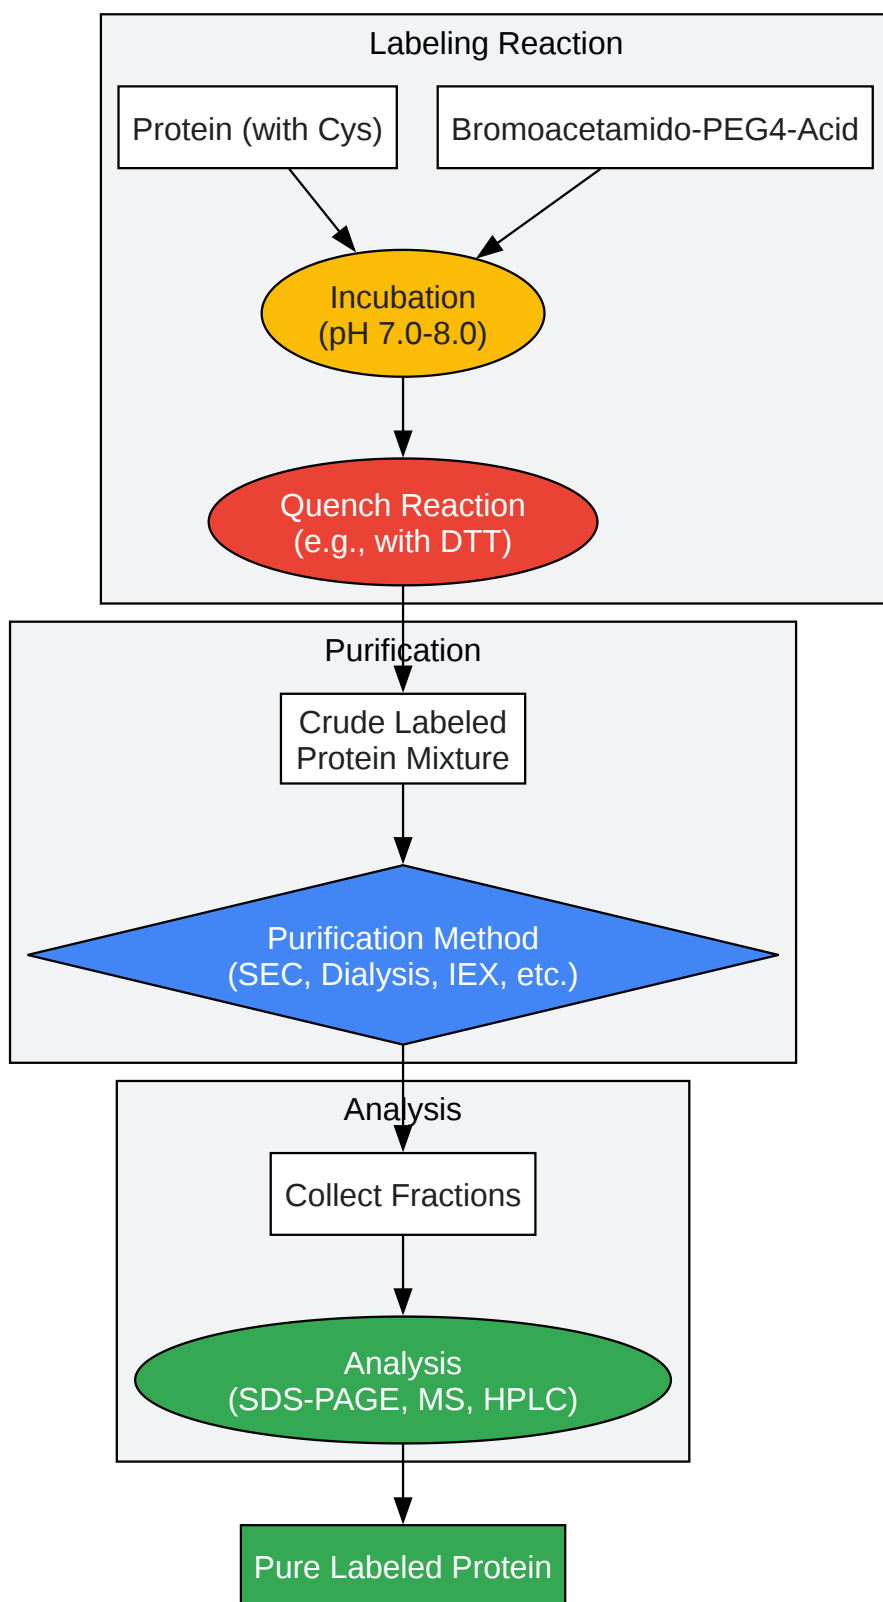 Labeling Reaction
Protein (with Cys)
Bromoacetamido-PEG4-Acid
Incubation
(pH 7.0-8.0)
Quench Reaction
(e.g., with DTT)
Purification
Crude Labeled
Protein Mixture
Purification Method
(SEC, Dialysis, IEX, etc.)
Analysis
Collect Fractions
Analysis
(SDS-PAGE, MS, HPLC)
Pure Labeled Protein